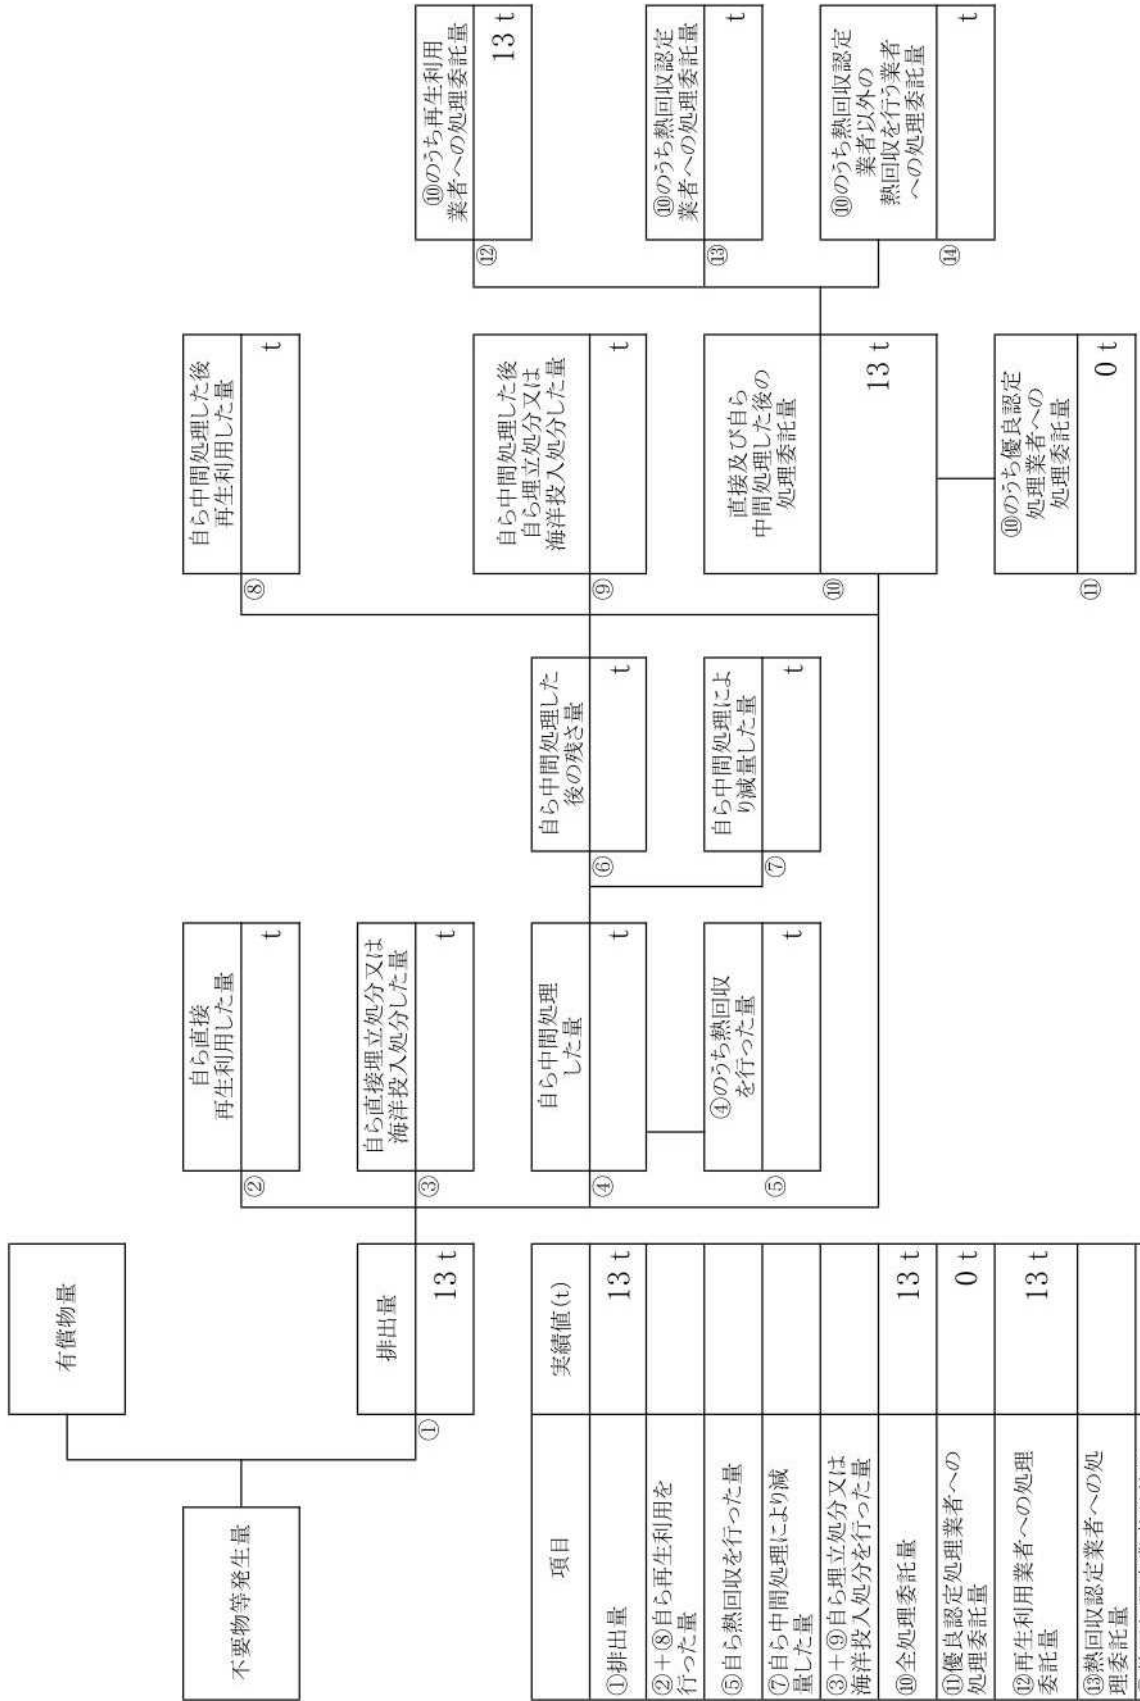 有償物量
不要物等発生量
排出量
①
13 t
自ら直接
再生利用した量
②
t
自ら直接埋立処分又は
海洋投入処分した量
③
t
自ら中間処理
した量
④
t
④のうち熱回収
を行った量
⑤
t
自ら中間処理した
後の残さ量
⑥
t
自ら中間処理によ
り減量した量
⑦
t
自ら中間処理した後
再生利用した量
⑧
t
自ら中間処理した後
自ら埋立処分又は
海洋投入処分した量
⑨
t
直接及び自ら
中間処理した後の
処理委託量
⑩
13 t
⑩のうち優良認定
処理業者への
処理委託量
⑪
0 t
⑩のうち再生利用
業者への処理委託量
⑫
13 t
⑩のうち熱回収認定
業者への処理委託量
⑬
t
⑩のうち熱回収認定
業者以外の
熱回収を行う業者
への処理委託量
⑭
t
項目 実績値(t)
①排出量 13 t
②+⑧自ら再生利用を
行った量
⑤自ら熱回収を行った量
⑦自ら中間処理により減
量した量
③+⑨自ら埋立処分又は
海洋投入処分を行った量
⑩全処理委託量 13 t
⑪優良認定処理業者への
処理委託量 0 t
⑫再生利用業者への処理
委託量 13 t
⑬熱回収認定業者への処
理委託量